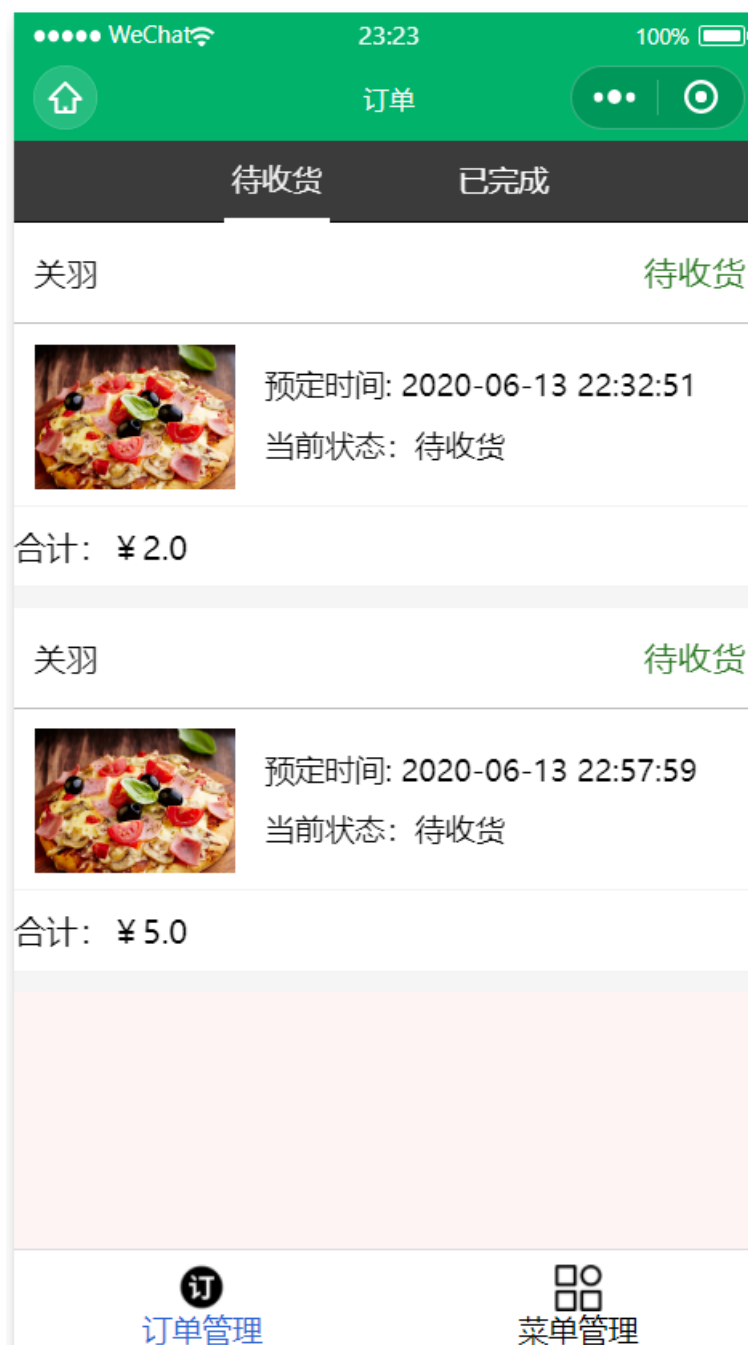 ●●●●● WeChat 23:23 100%
订单
待收货 已完成
关羽 待收货
预定时间: 2020-06-13 22:32:51
当前状态：待收货
合计：￥2.0
关羽 待收货
预定时间: 2020-06-13 22:57:59
当前状态：待收货
合计：￥5.0
订
订单管理 菜单管理